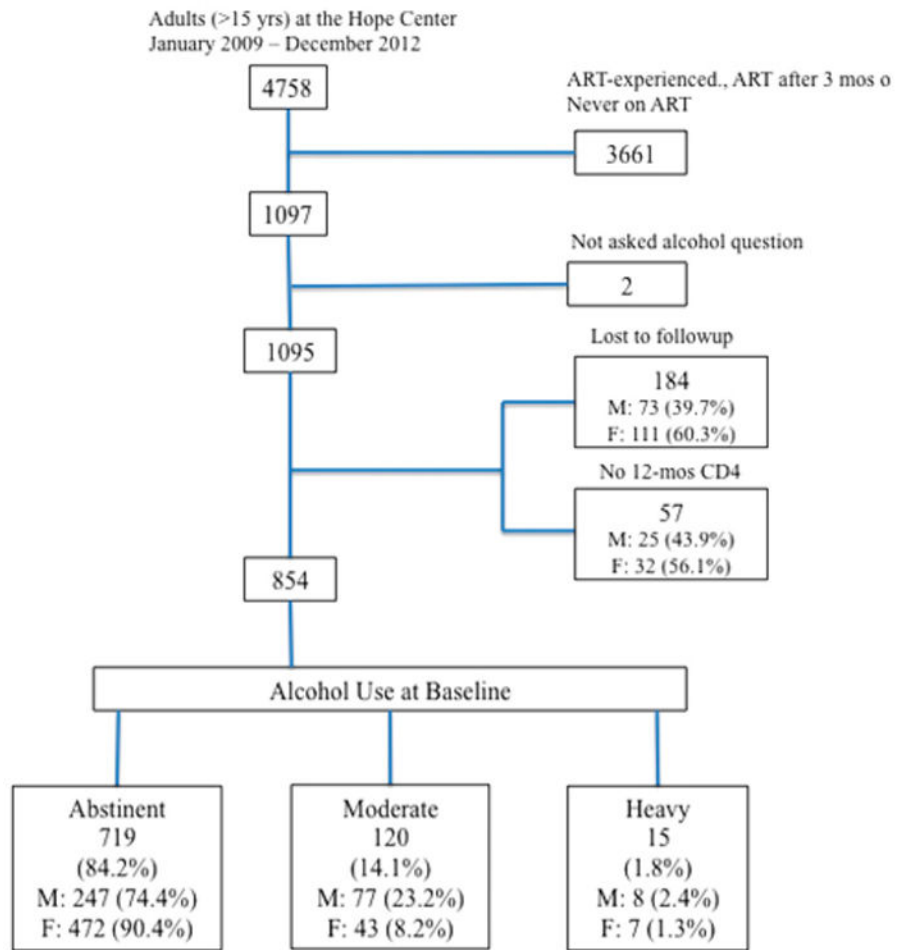 Adults (>15 yrs) at the Hope Center
January 2009 – December 2012
4758
ART-experienced., ART after 3 mos o
Never on ART
3661
1097
Not asked alcohol question
2
1095
Lost to followup
184
M: 73 (39.7%)
F: 111 (60.3%)
No 12-mos CD4
57
M: 25 (43.9%)
F: 32 (56.1%)
854
Alcohol Use at Baseline
Abstinent
719
(84.2%)
M: 247 (74.4%)
F: 472 (90.4%)
Moderate
120
(14.1%)
M: 77 (23.2%)
F: 43 (8.2%)
Heavy
15
(1.8%)
M: 8 (2.4%)
F: 7 (1.3%)